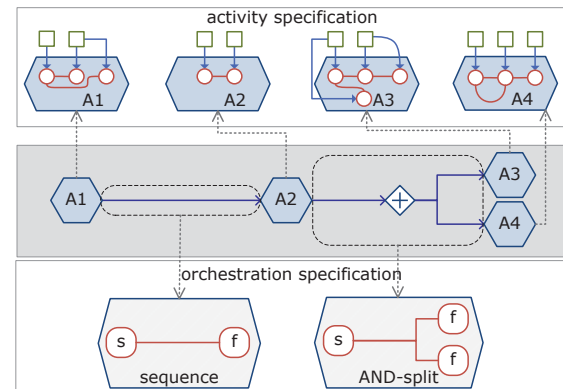 activity specification
A1
A2
A3
A4
A1
A2
A3
A4
orchestration specification
s
f
sequence
s
f
f
AND-split